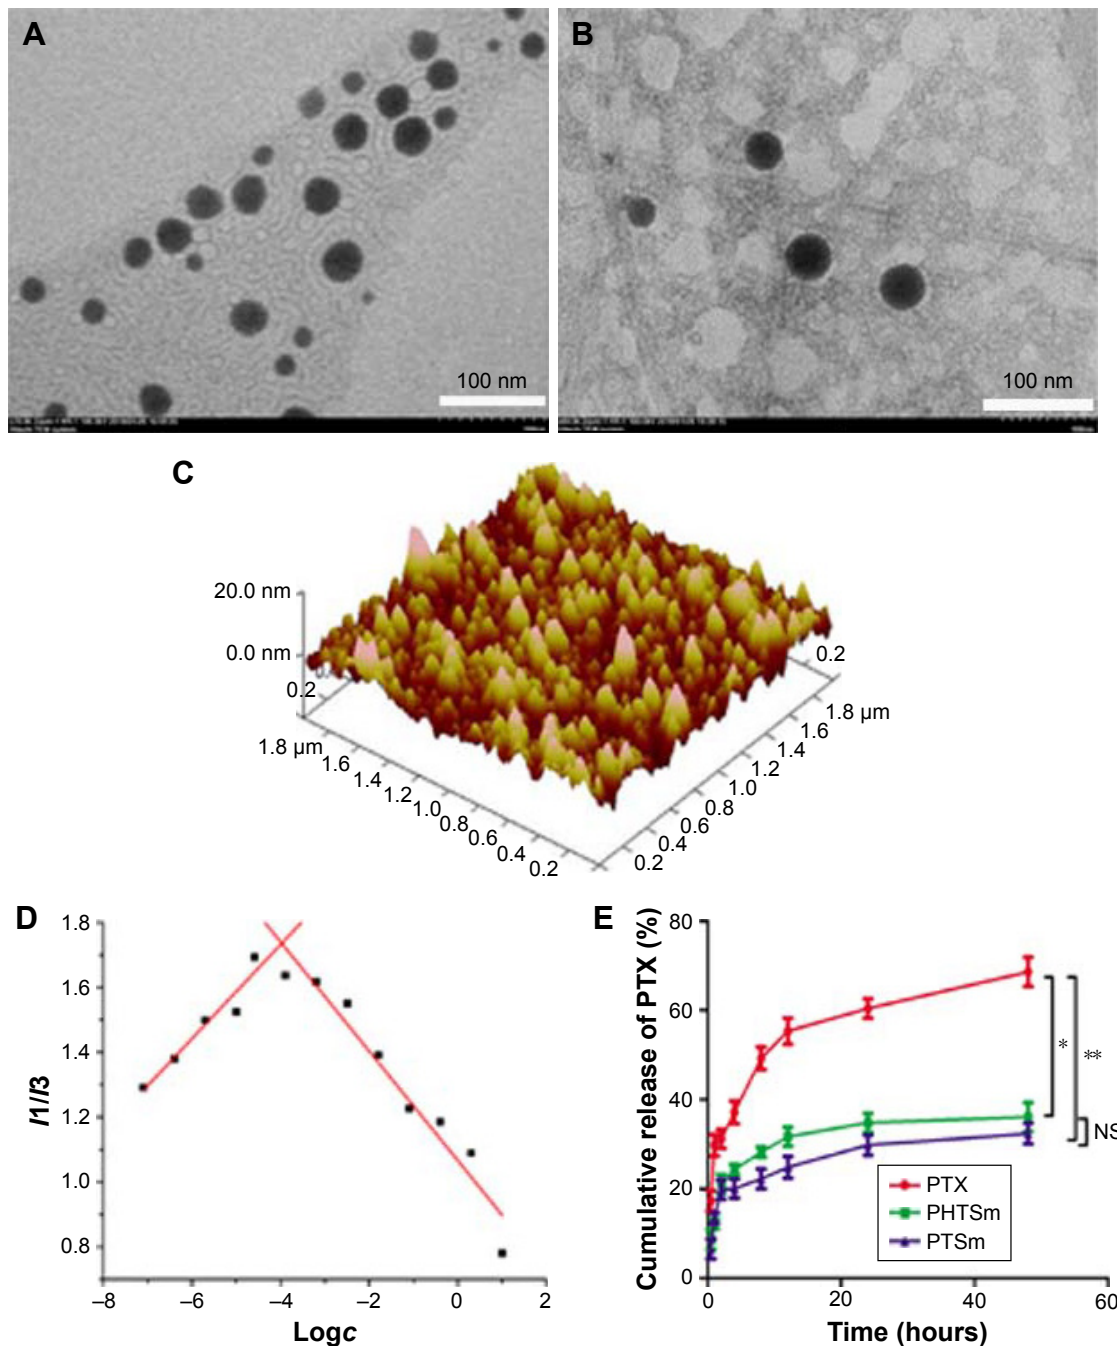 A
B
100 nm
100 nm
C
20.0 nm
0.0 nm
0.2
1.8 µm
1.6
1.4
1.2
1.0
0.8
0.6
0.4
0.2
0.2
0.4
0.6
0.8
1.0
1.2
1.4
1.6
1.8 µm
0.2
D
1.8
1.6
1.4
1.2
1.0
0.8
I1/I3
–8
–6
–4
–2
0
2
Logc
E
80
60
40
20
0
Cumulative release of PTX (%)
*
**
NS
PTX
PHTSm
PTSm
0
20
40
60
Time (hours)